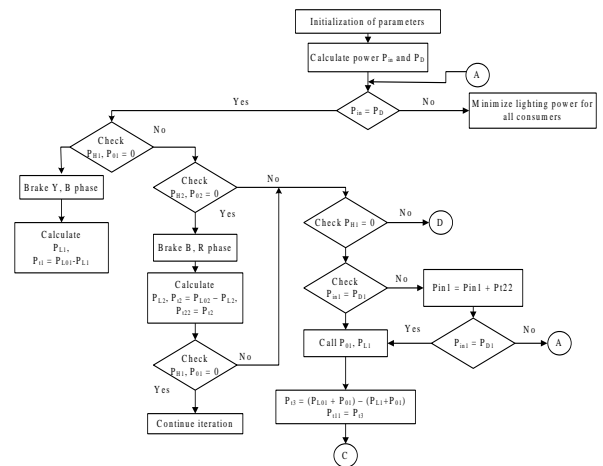 Initialization of parameters
Calculate power Pin and PD
A
Pin = PD
Yes
No
Minimize lighting power for
all consumers
Check
PH1, P01 = 0
No
Brake Y, B phase
Calculate
PL1,
Pt1 = PL01-PL1
Check
PH2, P02 = 0
No
Yes
Brake B, R phase
Calculate
PL2, Pt2 = PL02 – PL2,
Pt22 = Pt2
Check
PH1, P01 = 0
No
Yes
Continue iteration
Check PH1 = 0
No
D
Check
Pin1 = PD1
No
Pin1 = Pin1 + Pt22
Pin1 = PD1
Yes
No
A
Call P01, PL1
Pt3 = (PL01 + P01) – (PL1+P01)
Pt11 = Pt3
C